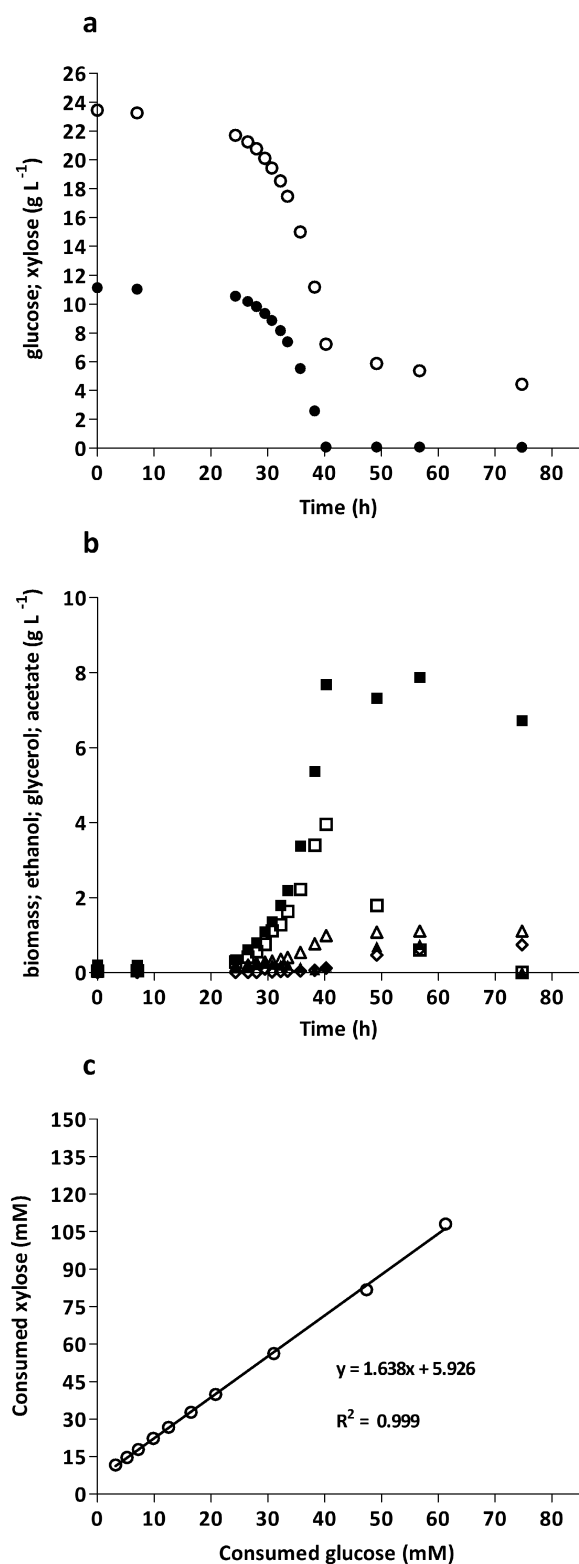 a
glucose; xylose (g L⁻¹)
26
24
22
20
18
16
14
12
10
8
6
4
2
0
0 10 20 30 40 50 60 70 80
Time (h)
b
biomass; ethanol; glycerol; acetate (g L⁻¹)
10
8
6
4
2
0
0 10 20 30 40 50 60 70 80
Time (h)
c
Consumed xylose (mM)
150
135
120
105
90
75
60
45
30
15
0
y = 1.638x + 5.926
R² = 0.999
0 10 20 30 40 50 60 70 80
Consumed glucose (mM)